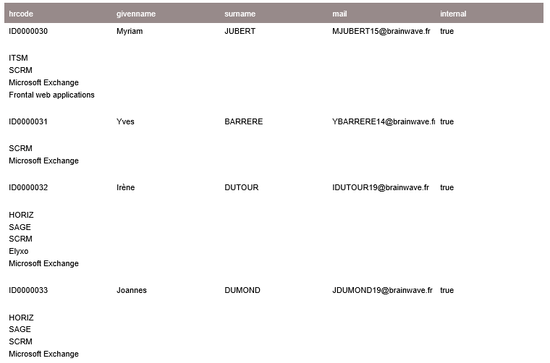 hrcode givenname surname mail internal
ID0000030 Myriam JUBERT MJUBERT15@brainwave.fr true
ITSM
SCRM
Microsoft Exchange
Frontal web applications
ID0000031 Yves BARRERE YBARRERE14@brainwave.fr true
SCRM
Microsoft Exchange
ID0000032 Irène DUTOUR IDUTOUR19@brainwave.fr true
HORIZ
SAGE
SCRM
Elyxo
Microsoft Exchange
ID0000033 Joannes DUMOND JDUMOND19@brainwave.fr true
HORIZ
SAGE
SCRM
Microsoft Exchange